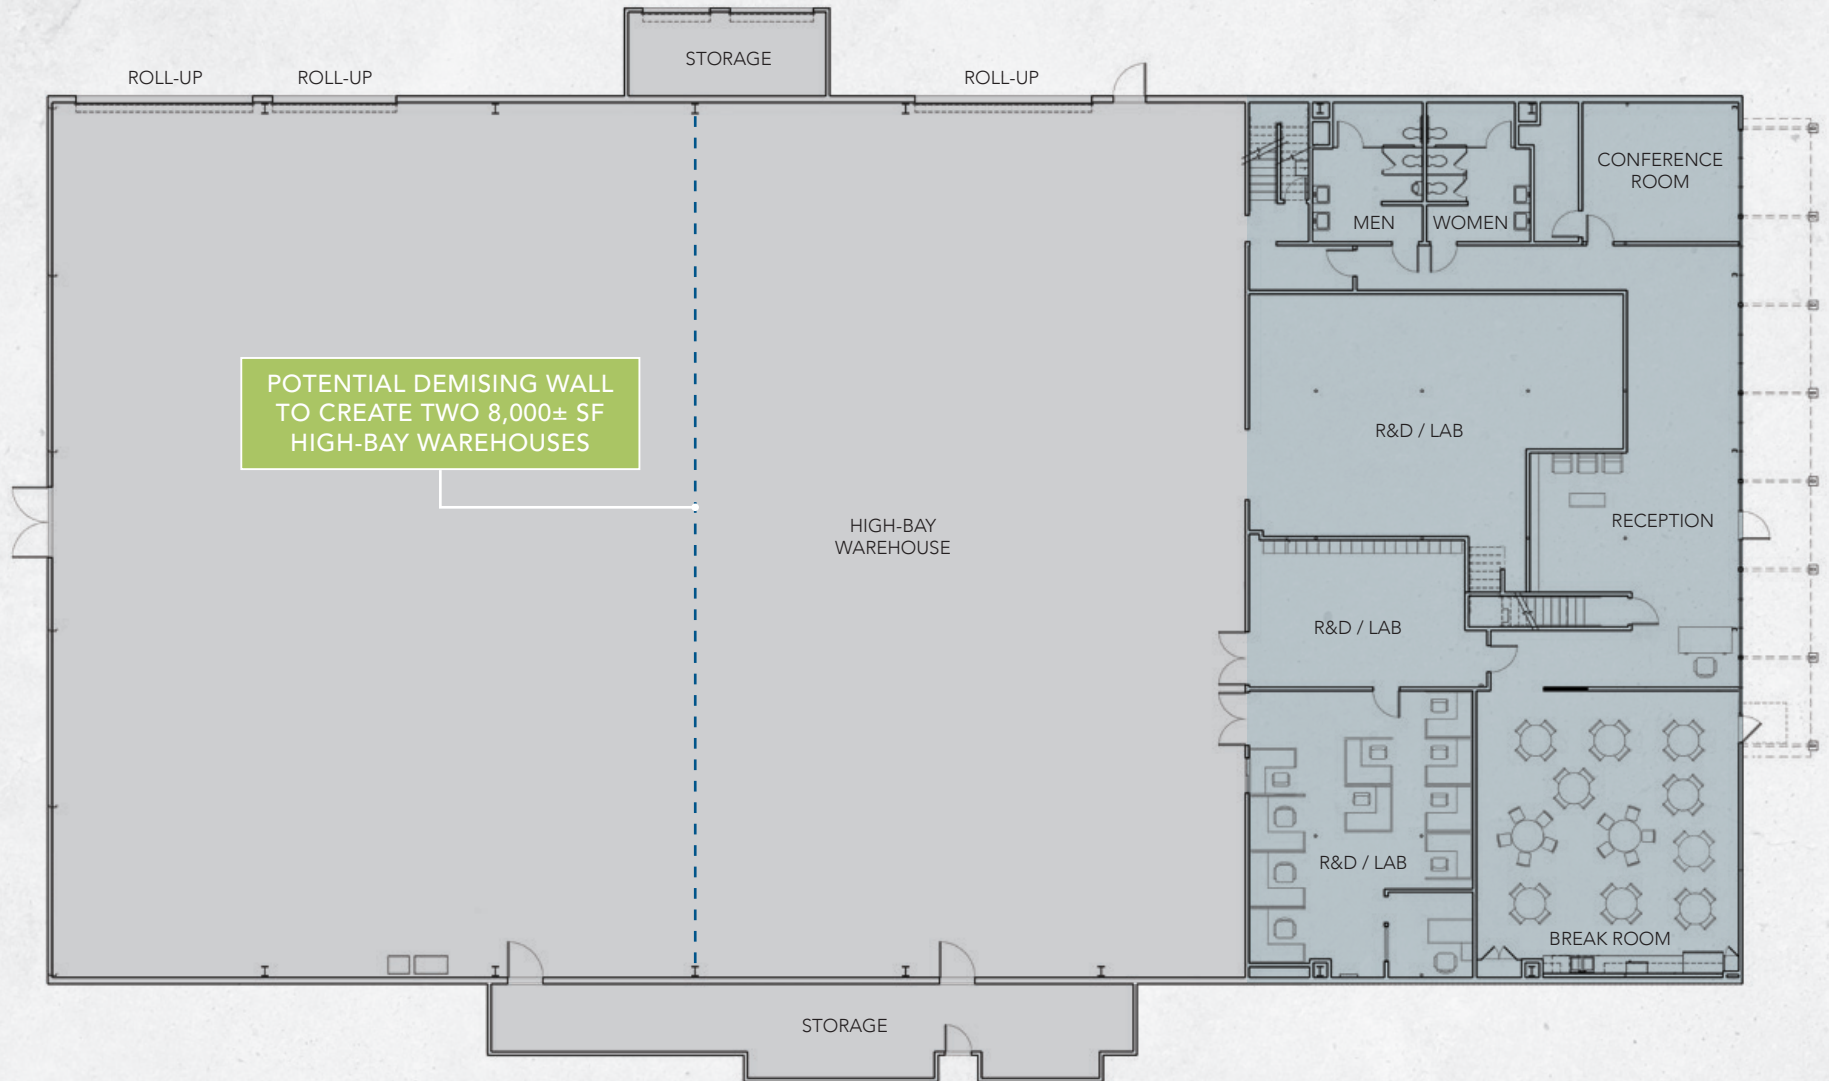 STORAGE
ROLL-UP
ROLL-UP
ROLL-UP
CONFERENCE
ROOM
MEN
WOMEN
POTENTIAL DEMISING WALL
TO CREATE TWO 8,000± SF
HIGH-BAY WAREHOUSES
R&D / LAB
RECEPTION
HIGH-BAY
WAREHOUSE
R&D / LAB
R&D / LAB
BREAK ROOM
STORAGE